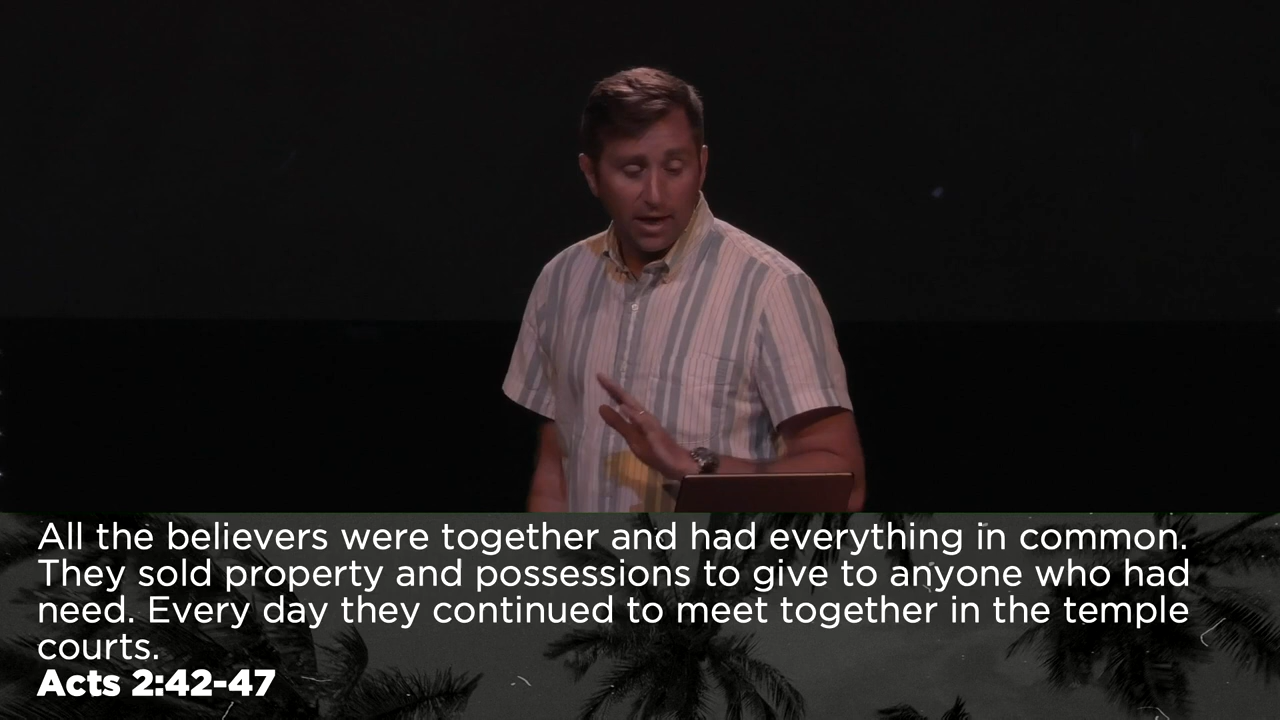 All the believers were together and had everything in common.
They sold property and possessions to give to anyone who had
need. Every day they continued to meet together in the temple
courts.
Acts 2:42-47